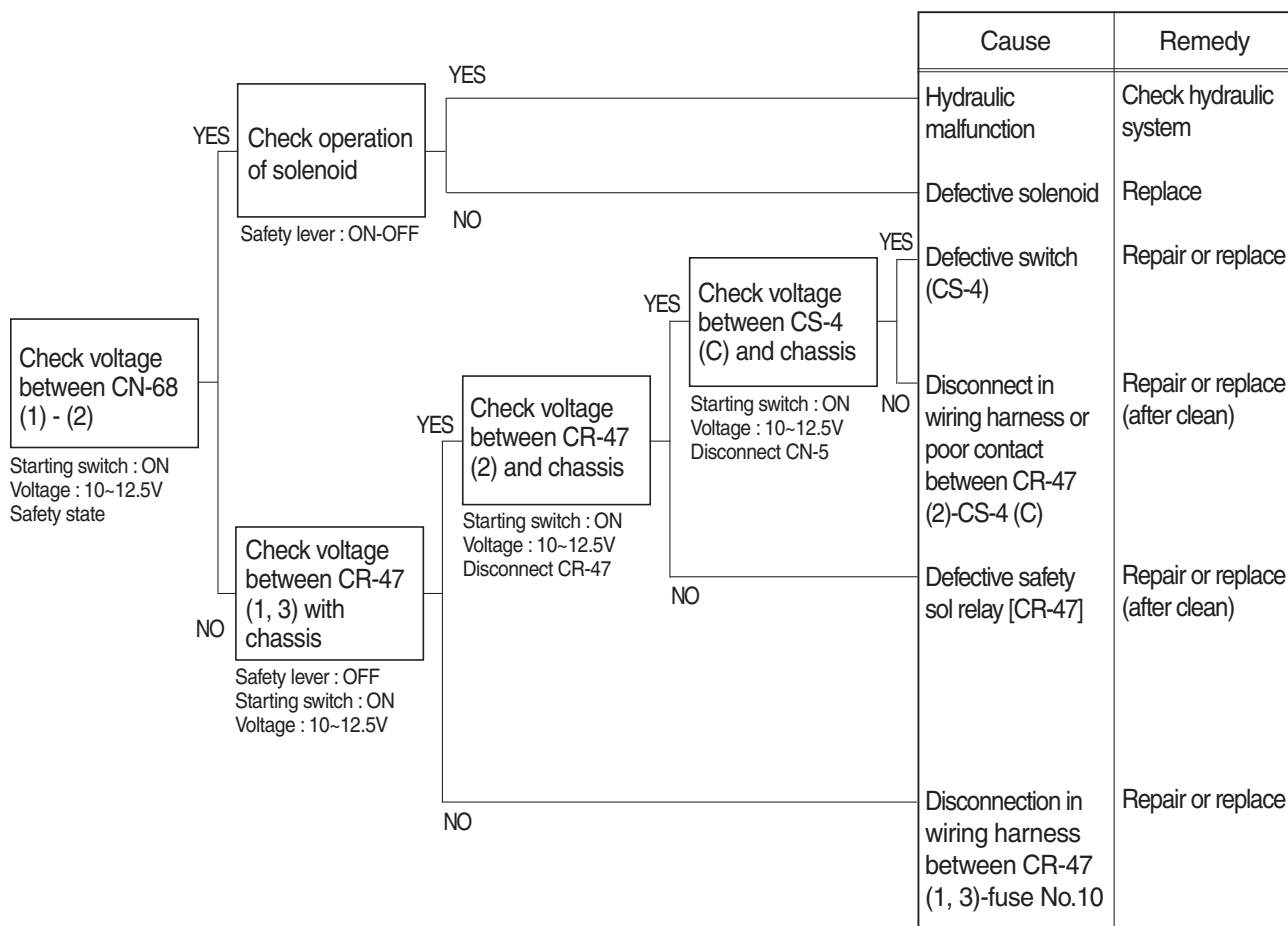 Cause
Remedy
YES
Hydraulic
malfunction
Check hydraulic
system
YES
Check operation
of solenoid
NO
Defective solenoid
Replace
Safety lever : ON-OFF
YES
Defective switch
(CS-4)
Repair or replace
YES
Check voltage
between CS-4
(C) and chassis
Starting switch : ON
Voltage : 10~12.5V
Disconnect CN-5
NO
Disconnect in
wiring harness or
poor contact
between CR-47
(2)-CS-4 (C)
Repair or replace
(after clean)
Check voltage
between CN-68
(1) - (2)
Starting switch : ON
Voltage : 10~12.5V
Safety state
YES
Check voltage
between CR-47
(2) and chassis
Starting switch : ON
Voltage : 10~12.5V
Disconnect CR-47
NO
Defective safety
sol relay [CR-47]
Repair or replace
(after clean)
NO
Check voltage
between CR-47
(1, 3) with
chassis
Safety lever : OFF
Starting switch : ON
Voltage : 10~12.5V
NO
Disconnection in
wiring harness
between CR-47
(1, 3)-fuse No.10
Repair or replace